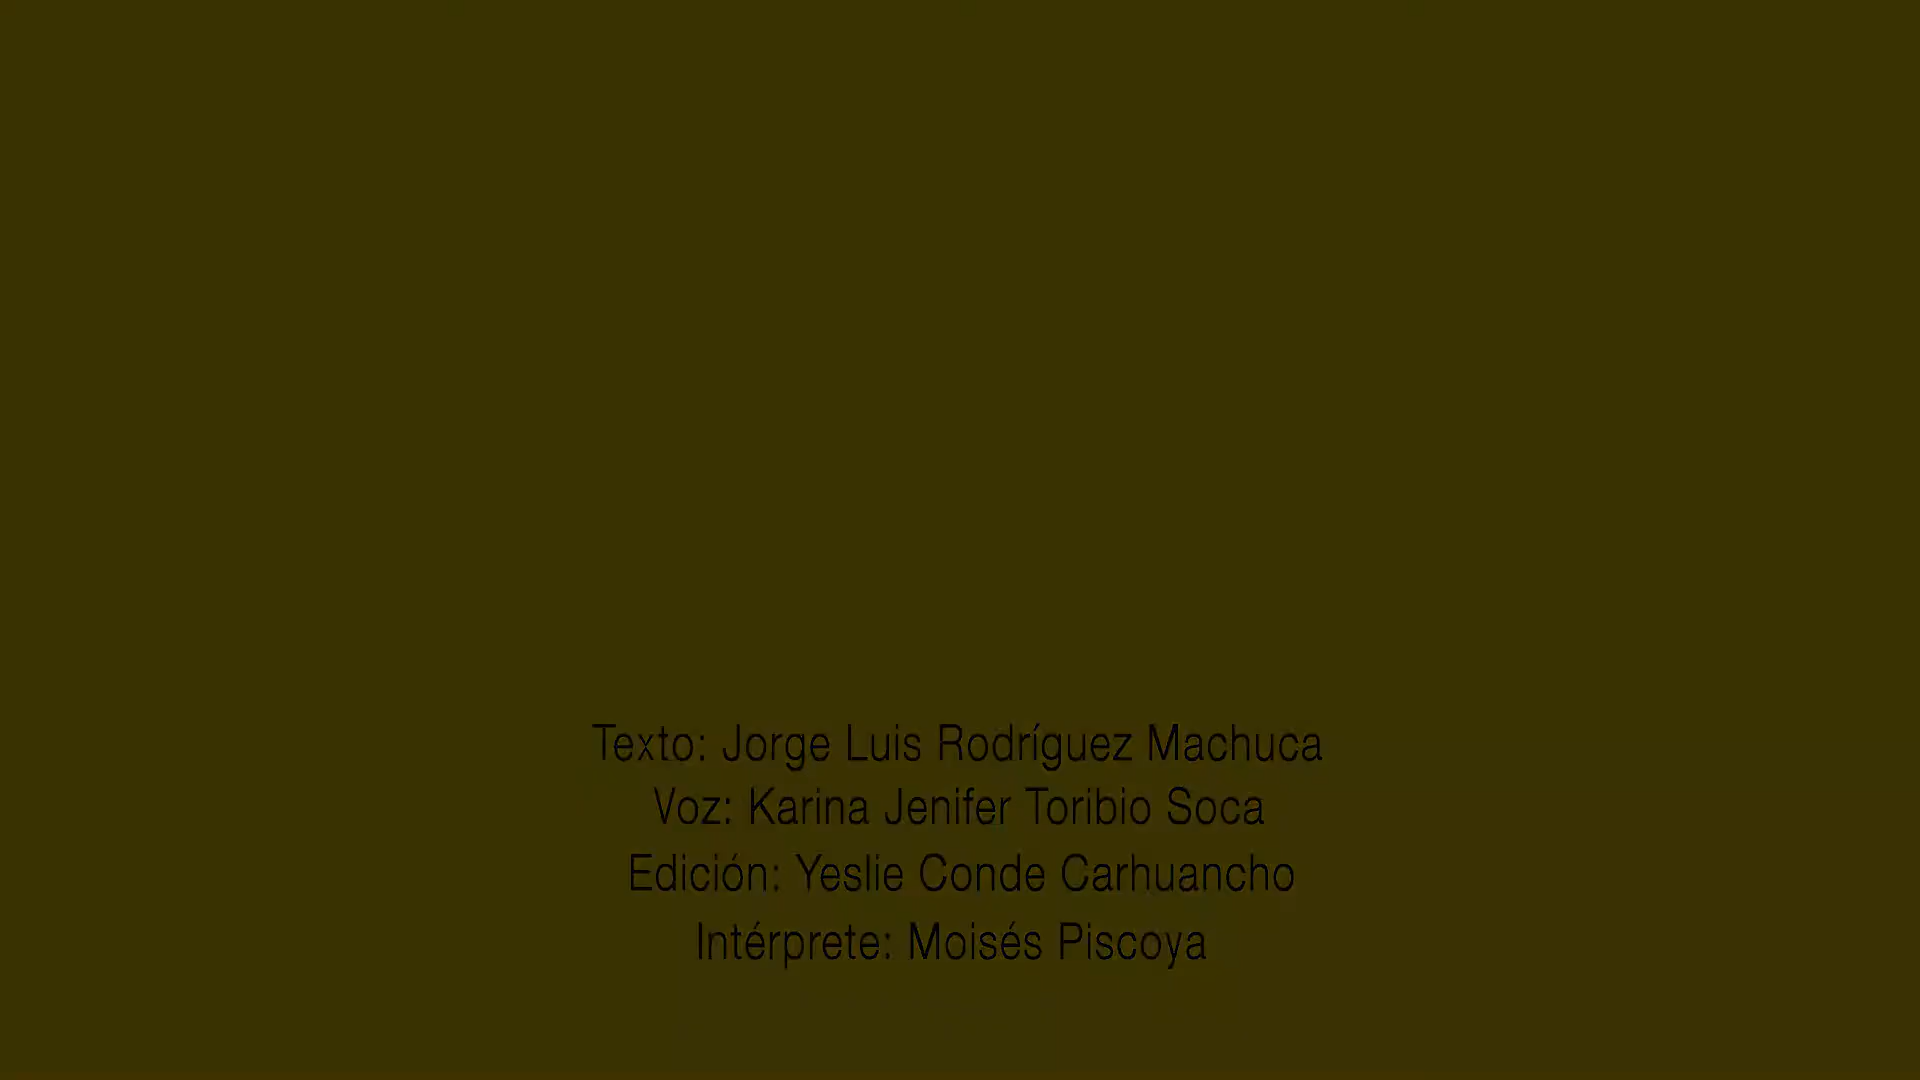 Texto: Jorge Luis Rodríguez Machuca
Voz: Karina Jenifer Toribio Soca
Edición: Yeslie Conde Carhuancho
Intérprete: Moisés Piscoya